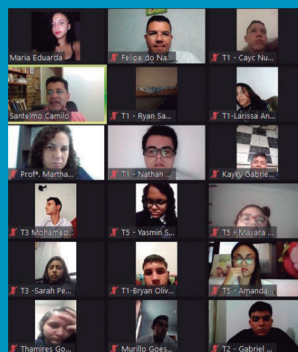 Maria Eduarda
Felipe do Na...
T1 - Cayc Nu...
Santelmo Camilo
T1 - Ryan Sa...
T1-Larissa An...
Profª. Martha...
T1 - Nathan ...
Kayky Gabrie...
T3 Mohamad...
T5 - Yasmin S...
T5 - Mayara ...
T3 -Sarah Pe...
T1-Bryan Oliv...
T5 - Amanda ...
Thamires Go...
Murillo Goes...
T2 - Gabriel ...